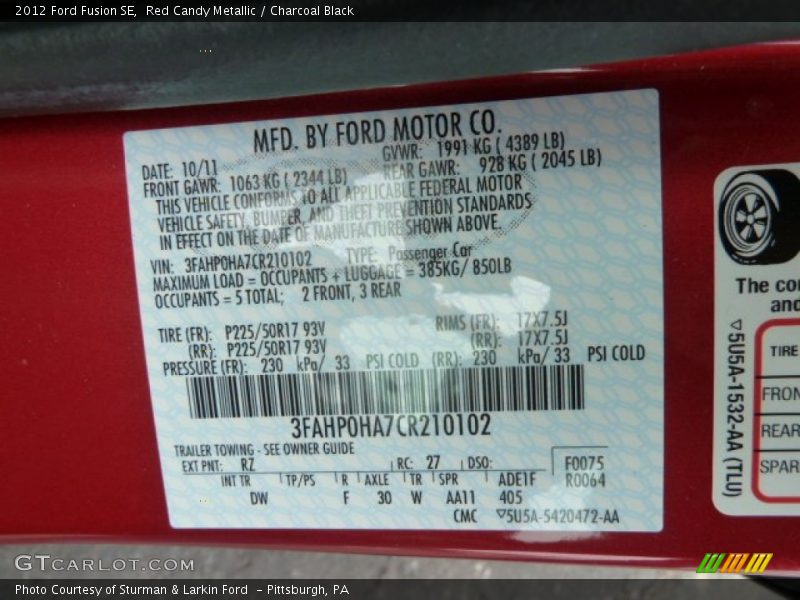 2012 Ford Fusion SE,  Red Candy Metallic / Charcoal Black
MFD. BY FORD MOTOR CO.
DATE: 10/11
GVWR: 1991 KG ( 4389 LB)
FRONT GAWR: 1063 KG ( 2344 LB)
REAR GAWR: 928 KG ( 2045 LB)
THIS VEHICLE CONFORMS TO ALL APPLICABLE FEDERAL MOTOR
VEHICLE SAFETY, BUMPER, AND THEFT PREVENTION STANDARDS
IN EFFECT ON THE DATE OF MANUFACTURE SHOWN ABOVE.
VIN: 3FAHP0HA7CR210102 TYPE: Passenger Car
MAXIMUM LOAD = OCCUPANTS + LUGGAGE = 385KG/ 850LB
OCCUPANTS = 5 TOTAL; 2 FRONT, 3 REAR
TIRE (FR): P225/50R17 93V RIMS (FR): 17X7.5J
(RR): P225/50R17 93V (RR): 17X7.5J
PRESSURE (FR): 230 kPa/ 33 PSI COLD (RR): 230 kPa/ 33 PSI COLD
3FAHP0HA7CR210102
TRAILER TOWING - SEE OWNER GUIDE
EXT PNT: RZ RC: 27 DSO: F0075
INT TR TP/PS R AXLE TR SPR ADE1F R0064
DW F 30 W AA11 405
CMC ▽5U5A-5420472-AA
The
and
▽5U5A-1532-AA (TLU)
TIRE
FRON
REAR
SPAR
GTCARLOT.COM
Photo Courtesy of Sturman & Larkin Ford  - Pittsburgh, PA